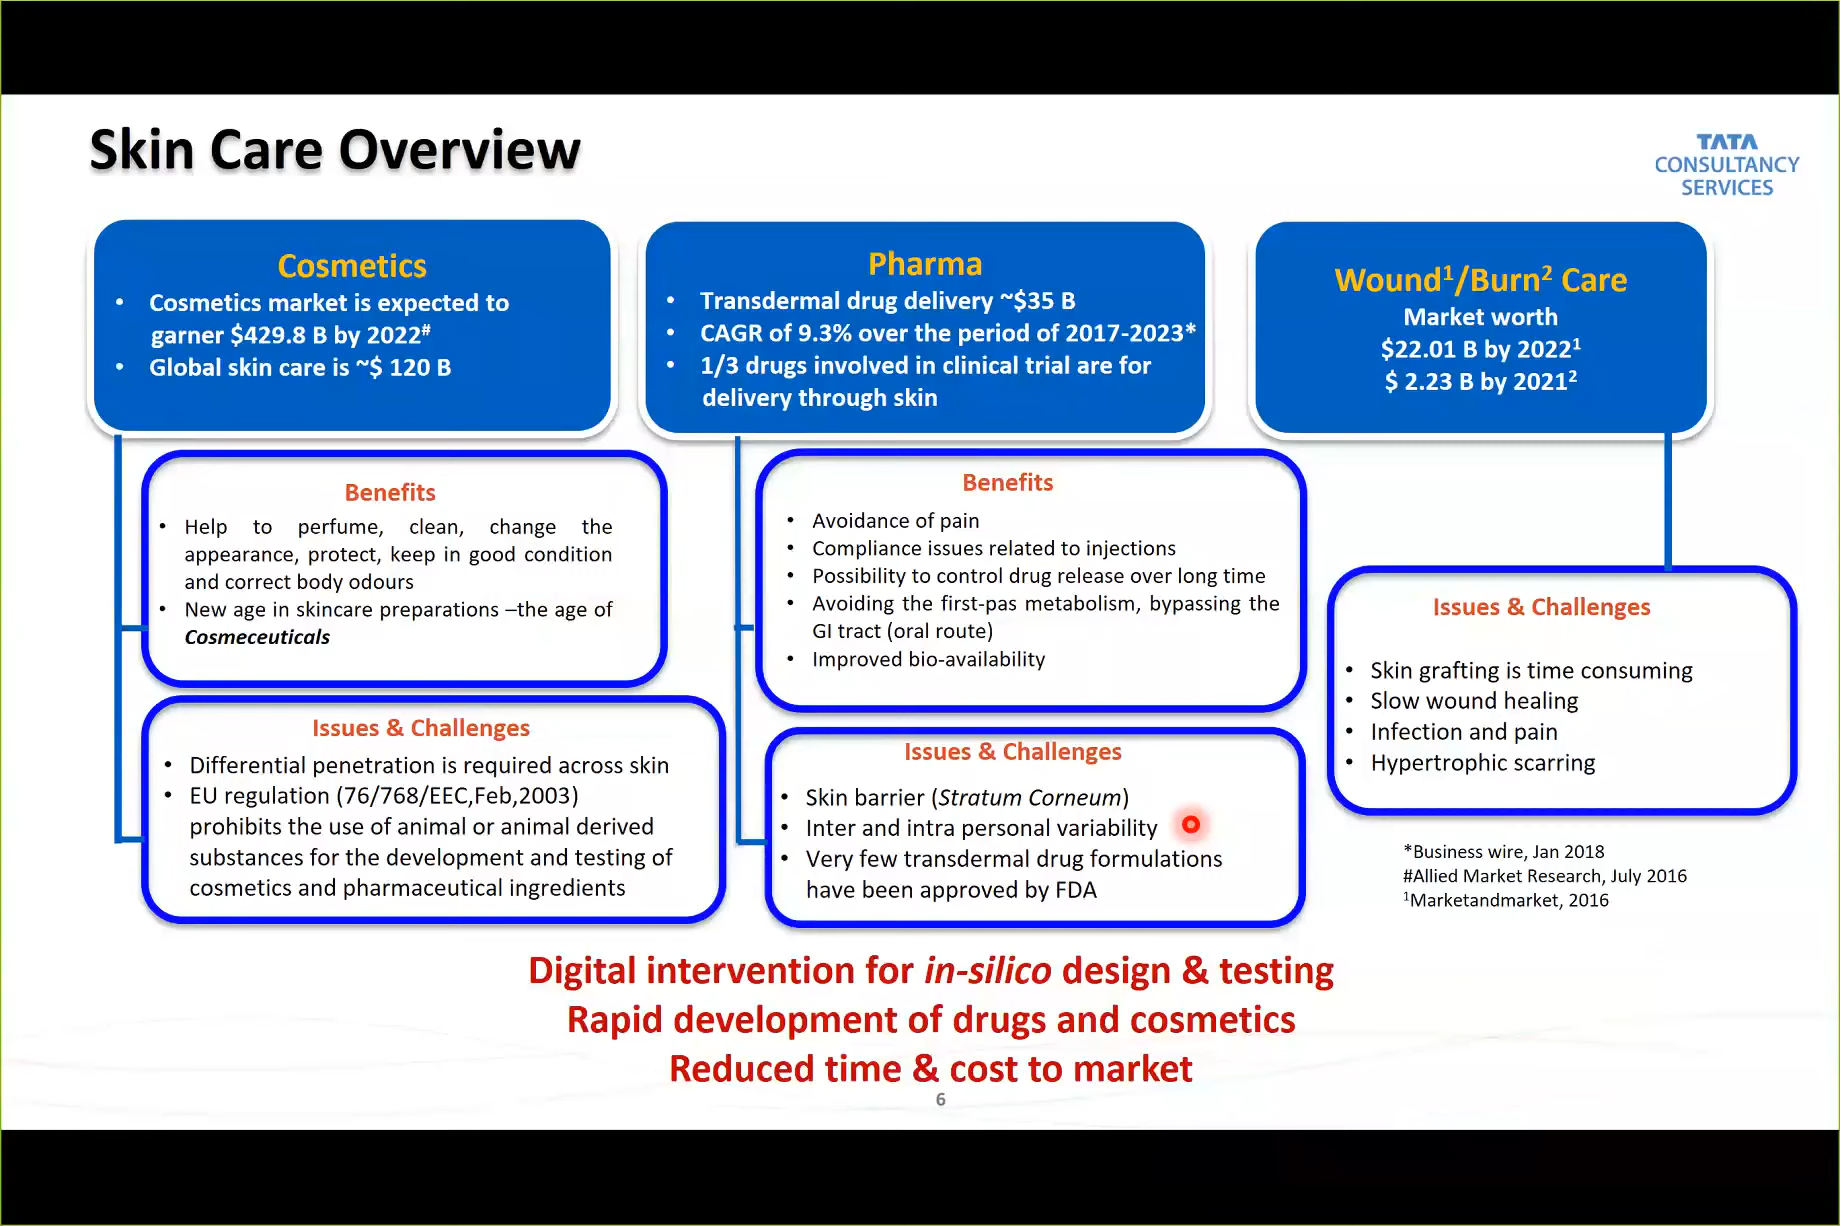 Skin Care Overview
TATA
CONSULTANCY
SERVICES
Cosmetics
• Cosmetics market is expected to
garner $429.8 B by 2022#
• Global skin care is ~$ 120 B
Pharma
• Transdermal drug delivery ~$35 B
• CAGR of 9.3% over the period of 2017-2023*
• 1/3 drugs involved in clinical trial are for
delivery through skin
Wound¹/Burn² Care
Market worth
$22.01 B by 2022¹
$ 2.23 B by 2021²
Benefits
• Help to perfume, clean, change the
appearance, protect, keep in good condition
and correct body odours
• New age in skincare preparations –the age of
Cosmeceuticals
Issues & Challenges
• Differential penetration is required across skin
• EU regulation (76/768/EEC,Feb,2003)
prohibits the use of animal or animal derived
substances for the development and testing of
cosmetics and pharmaceutical ingredients
Benefits
• Avoidance of pain
• Compliance issues related to injections
• Possibility to control drug release over long time
• Avoiding the first-pas metabolism, bypassing the
GI tract (oral route)
• Improved bio-availability
Issues & Challenges
• Skin barrier (Stratum Corneum)
• Inter and intra personal variability
• Very few transdermal drug formulations
have been approved by FDA
Issues & Challenges
• Skin grafting is time consuming
• Slow wound healing
• Infection and pain
• Hypertrophic scarring
*Business wire, Jan 2018
#Allied Market Research, July 2016
¹Marketandmarket, 2016
Digital intervention for in-silico design & testing
Rapid development of drugs and cosmetics
Reduced time & cost to market
6